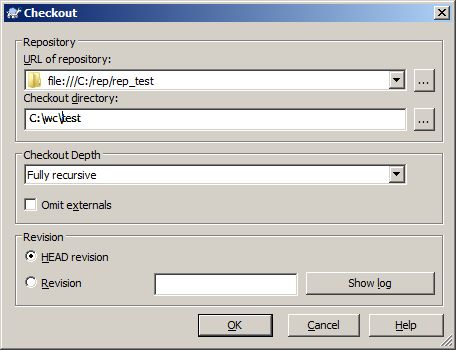 Checkout
Repository
URL of repository:
file:///C:/rep/rep_test
...
Checkout directory:
C:\wc\test
...
Checkout Depth
Fully recursive
Omit externals
Revision
HEAD revision
Revision
Show log
OK
Cancel
Help